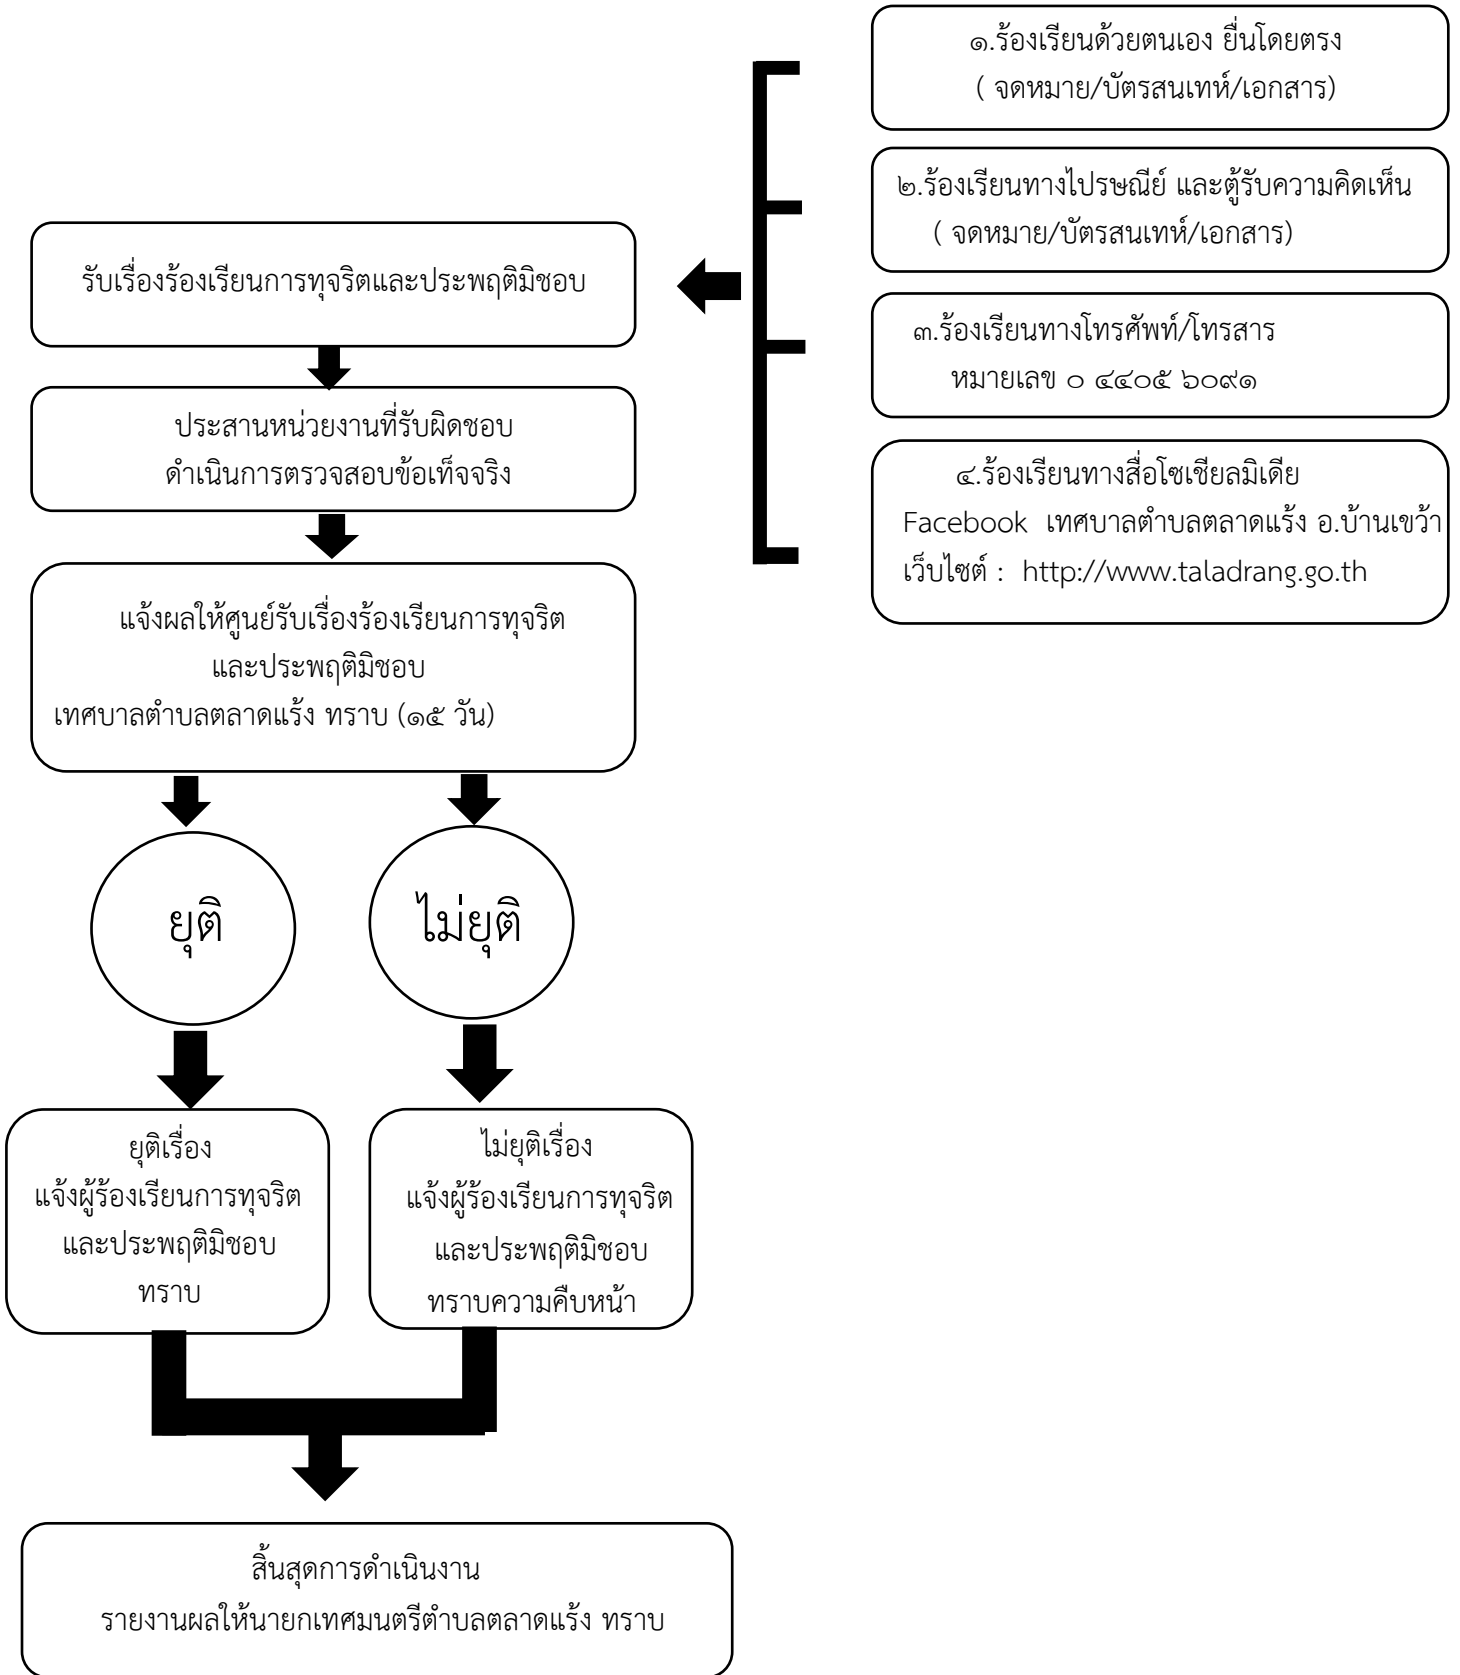 ๑.ร้องเรียนด้วยตนเอง ยื่นโดยตรง
( จดหมาย/บัตรสนเทห์/เอกสาร)
๒.ร้องเรียนทางไปรษณีย์ และตู้รับความคิดเห็น
( จดหมาย/บัตรสนเทห์/เอกสาร)
๓.ร้องเรียนทางโทรศัพท์/โทรสาร
หมายเลข ๐ ๔๔๐๕ ๖๐๙๑
๔.ร้องเรียนทางสื่อโซเชียลมิเดีย
Facebook เทศบาลตำบลตลาดแร้ง อ.บ้านเขว้า
เว็บไซต์ : http://www.taladrang.go.th
รับเรื่องร้องเรียนการทุจริตและประพฤติมิชอบ
ประสานหน่วยงานที่รับผิดชอบ
ดำเนินการตรวจสอบข้อเท็จจริง
แจ้งผลให้ศูนย์รับเรื่องร้องเรียนการทุจริต
และประพฤติมิชอบ
เทศบาลตำบลตลาดแร้ง ทราบ (๑๕ วัน)
ยุติ
ไม่ยุติ
ยุติเรื่อง
แจ้งผู้ร้องเรียนการทุจริต
และประพฤติมิชอบ
ทราบ
ไม่ยุติเรื่อง
แจ้งผู้ร้องเรียนการทุจริต
และประพฤติมิชอบ
ทราบความคืบหน้า
สิ้นสุดการดำเนินงาน
รายงานผลให้นายกเทศมนตรีตำบลตลาดแร้ง ทราบ